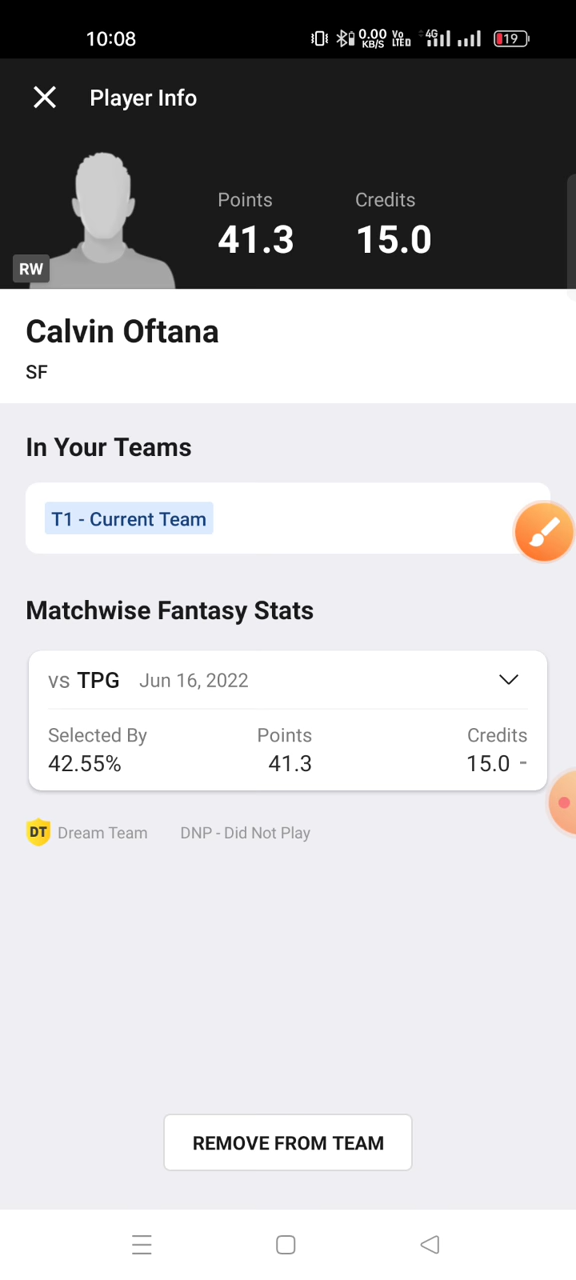 10:08 0.00 KB/S Vo LTED 4G 19
Player Info
Points Credits
41.3 15.0
RW
Calvin Oftana
SF
In Your Teams
T1 - Current Team
Matchwise Fantasy Stats
vs TPG Jun 16, 2022
Selected By Points Credits
42.55% 41.3 15.0 -
DT Dream Team DNP - Did Not Play
REMOVE FROM TEAM